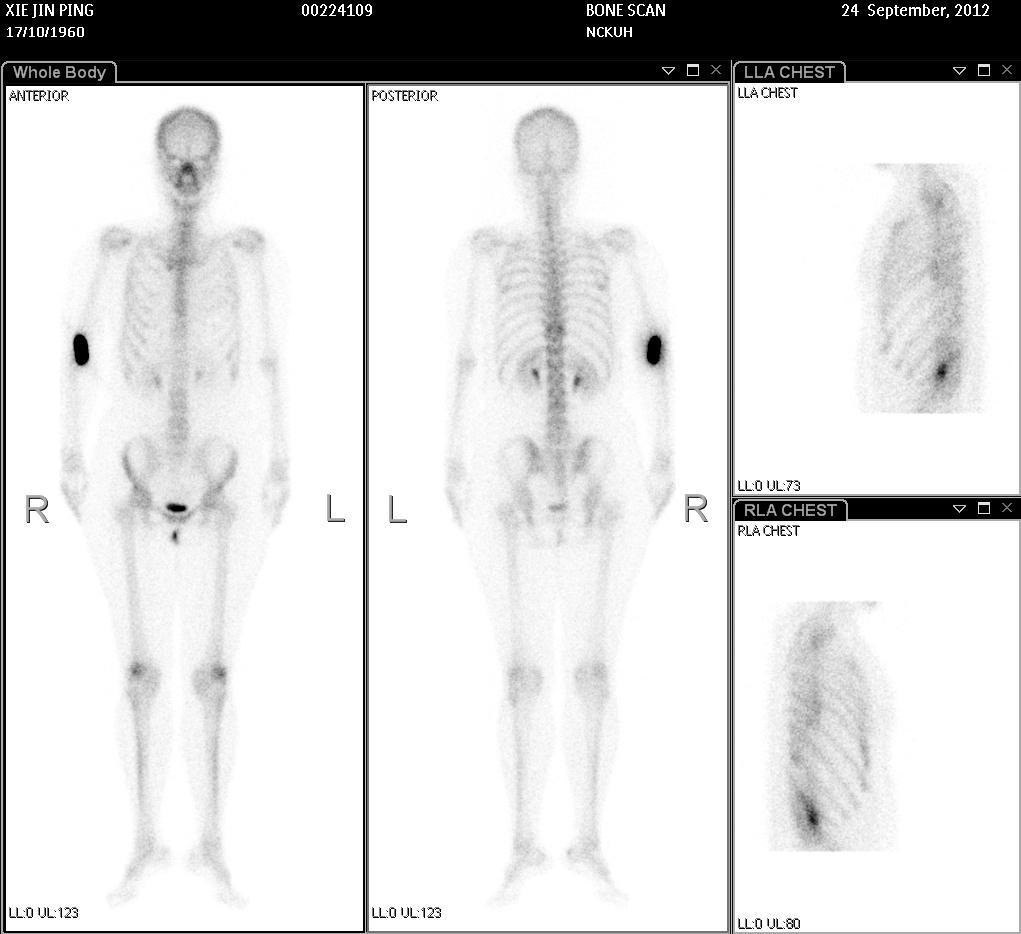 XIE JIN PING 00224109 BONE SCAN 24 September, 2012
17/10/1960 NCKUH
Whole Body
ANTERIOR
R
L
LL:0 UL:123
POSTERIOR
L
R
LL:0 UL:123
LLA CHEST
LLA CHEST
LL:0 UL:73
RLA CHEST
RLA CHEST
LL:0 UL:80